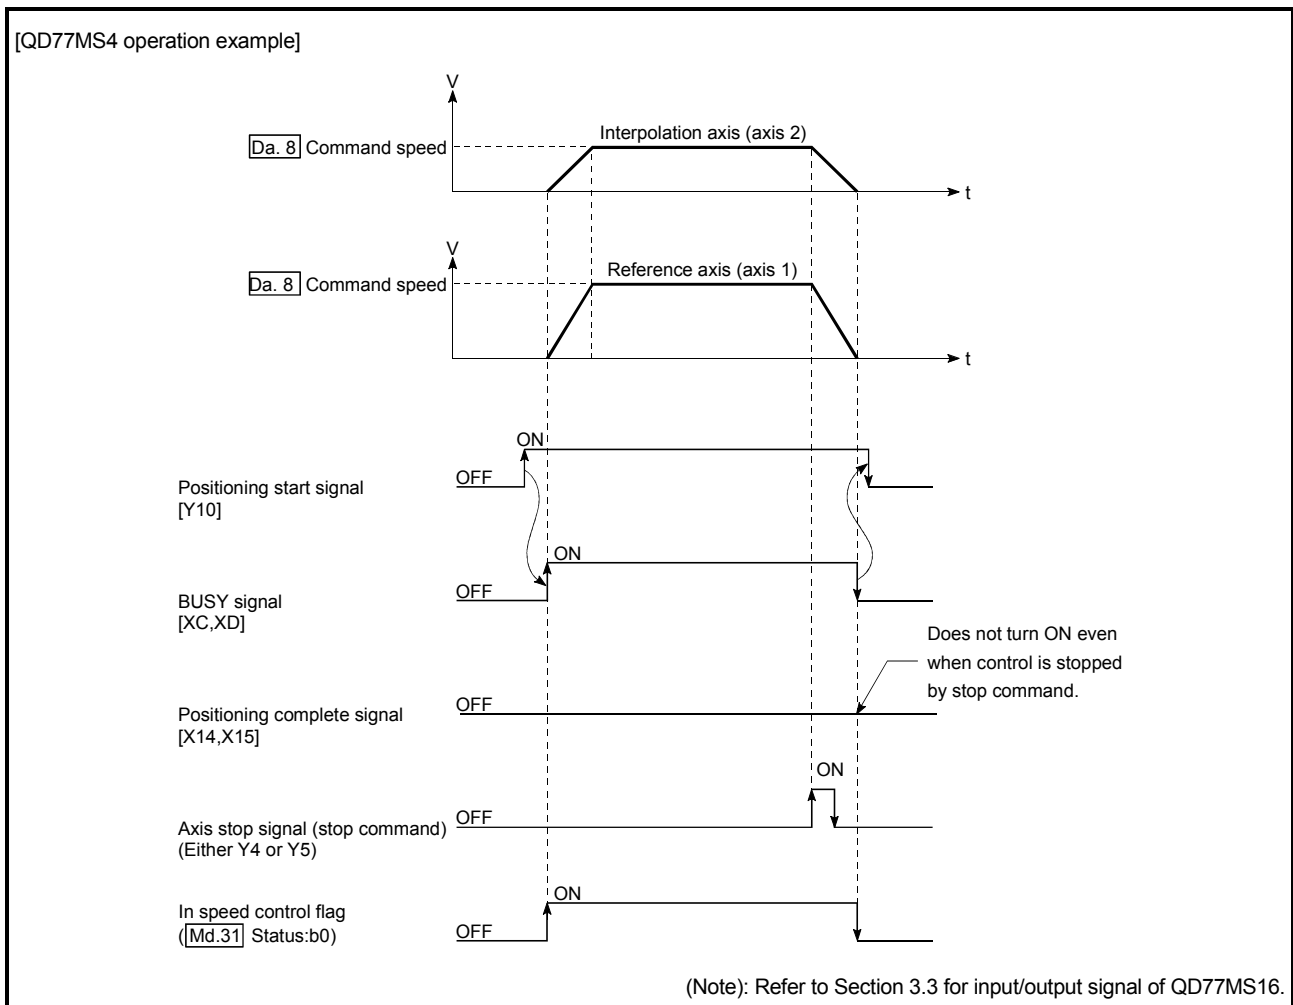 [QD77MS4 operation example]
V
Interpolation axis (axis 2)
Da. 8 Command speed
t
V
Reference axis (axis 1)
Da. 8 Command speed
t
ON
OFF
Positioning start signal
[Y10]
ON
OFF
BUSY signal
[XC,XD]
Does not turn ON even
when control is stopped
by stop command.
OFF
Positioning complete signal
[X14,X15]
ON
OFF
Axis stop signal (stop command)
(Either Y4 or Y5)
ON
In speed control flag
OFF
(Md.31 Status:b0)
(Note): Refer to Section 3.3 for input/output signal of QD77MS16.